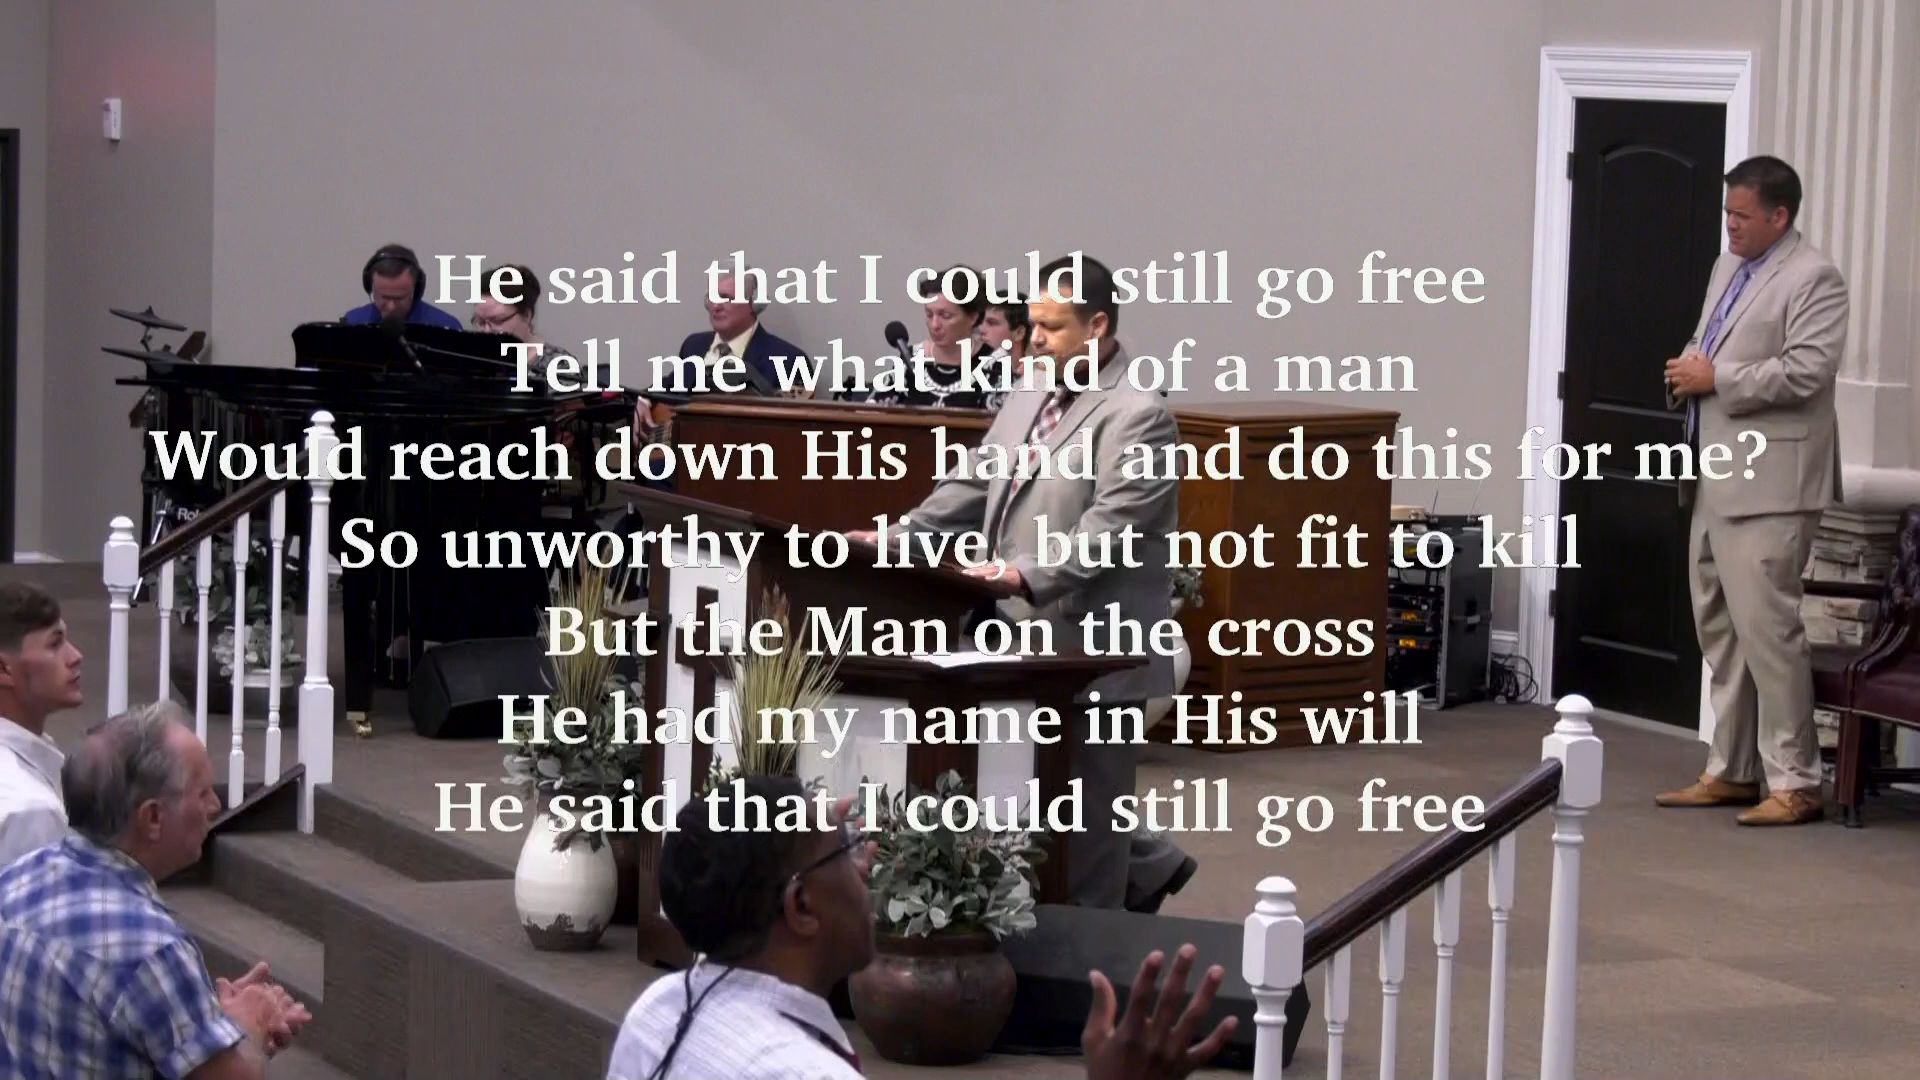 He said that I could still go free
Tell me what kind of a man
Would reach down His hand and do this for me?
So unworthy to live, but not fit to kill
But the Man on the cross
He had my name in His will
He said that I could still go free